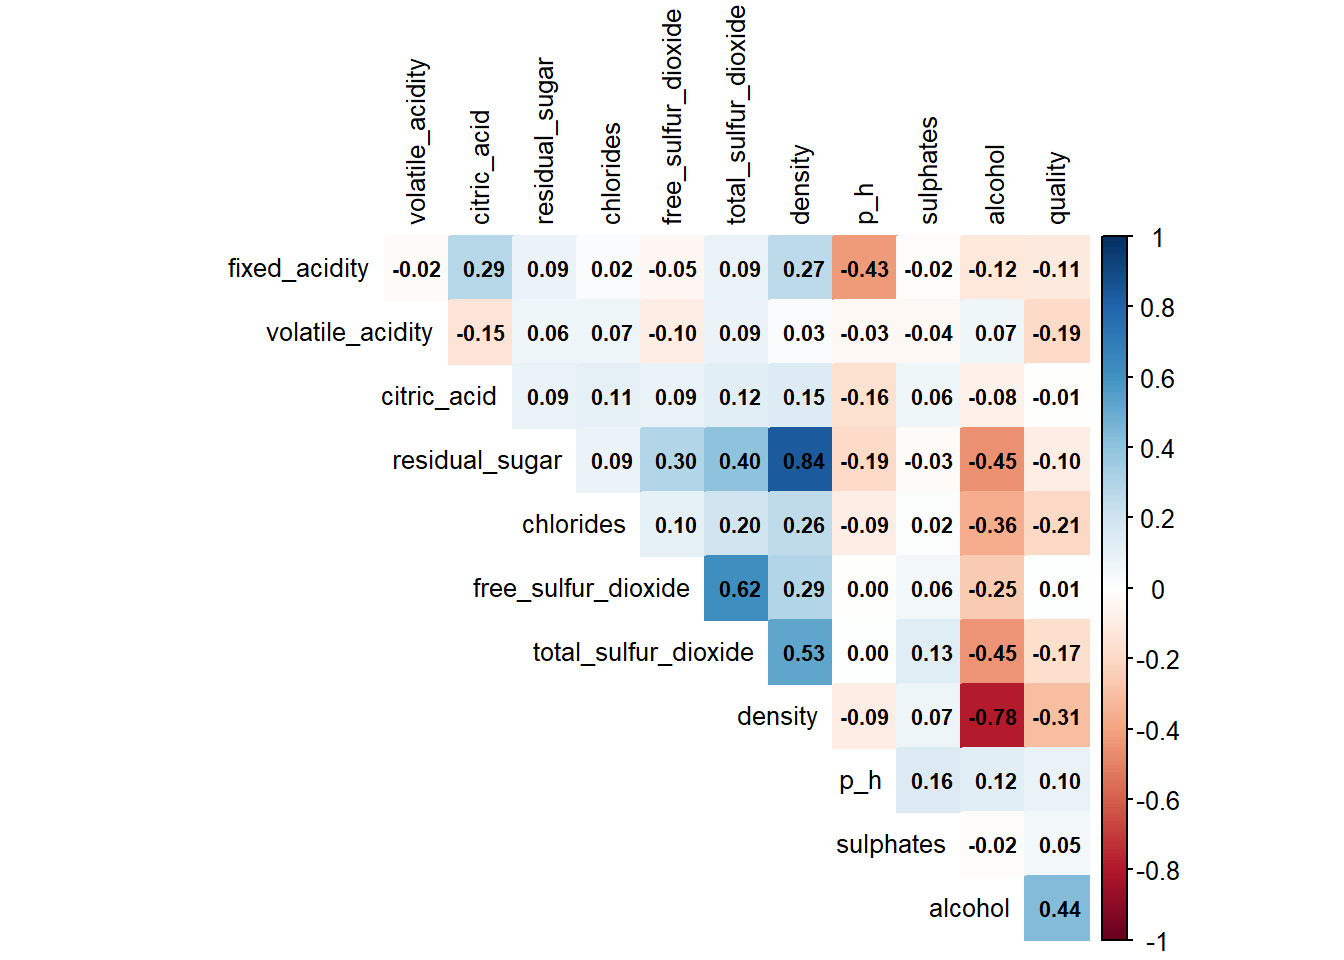 volatile_acidity citric_acid residual_sugar chlorides free_sulfur_dioxide total_sulfur_dioxide density p_h sulphates alcohol quality
fixed_acidity -0.02 0.29 0.09 0.02 -0.05 0.09 0.27 -0.43 -0.02 -0.12 -0.11
volatile_acidity -0.15 0.06 0.07 -0.10 0.09 0.03 -0.03 -0.04 0.07 -0.19
citric_acid 0.09 0.11 0.09 0.12 0.15 -0.16 0.06 -0.08 -0.01
residual_sugar 0.09 0.30 0.40 0.84 -0.19 -0.03 -0.45 -0.10
chlorides 0.10 0.20 0.26 -0.09 0.02 -0.36 -0.21
free_sulfur_dioxide 0.62 0.29 0.00 0.06 -0.25 0.01
total_sulfur_dioxide 0.53 0.00 0.13 -0.45 -0.17
density -0.09 0.07 -0.78 -0.31
p_h 0.16 0.12 0.10
sulphates -0.02 0.05
alcohol 0.44
1
0.8
0.6
0.4
0.2
0
-0.2
-0.4
-0.6
-0.8
-1